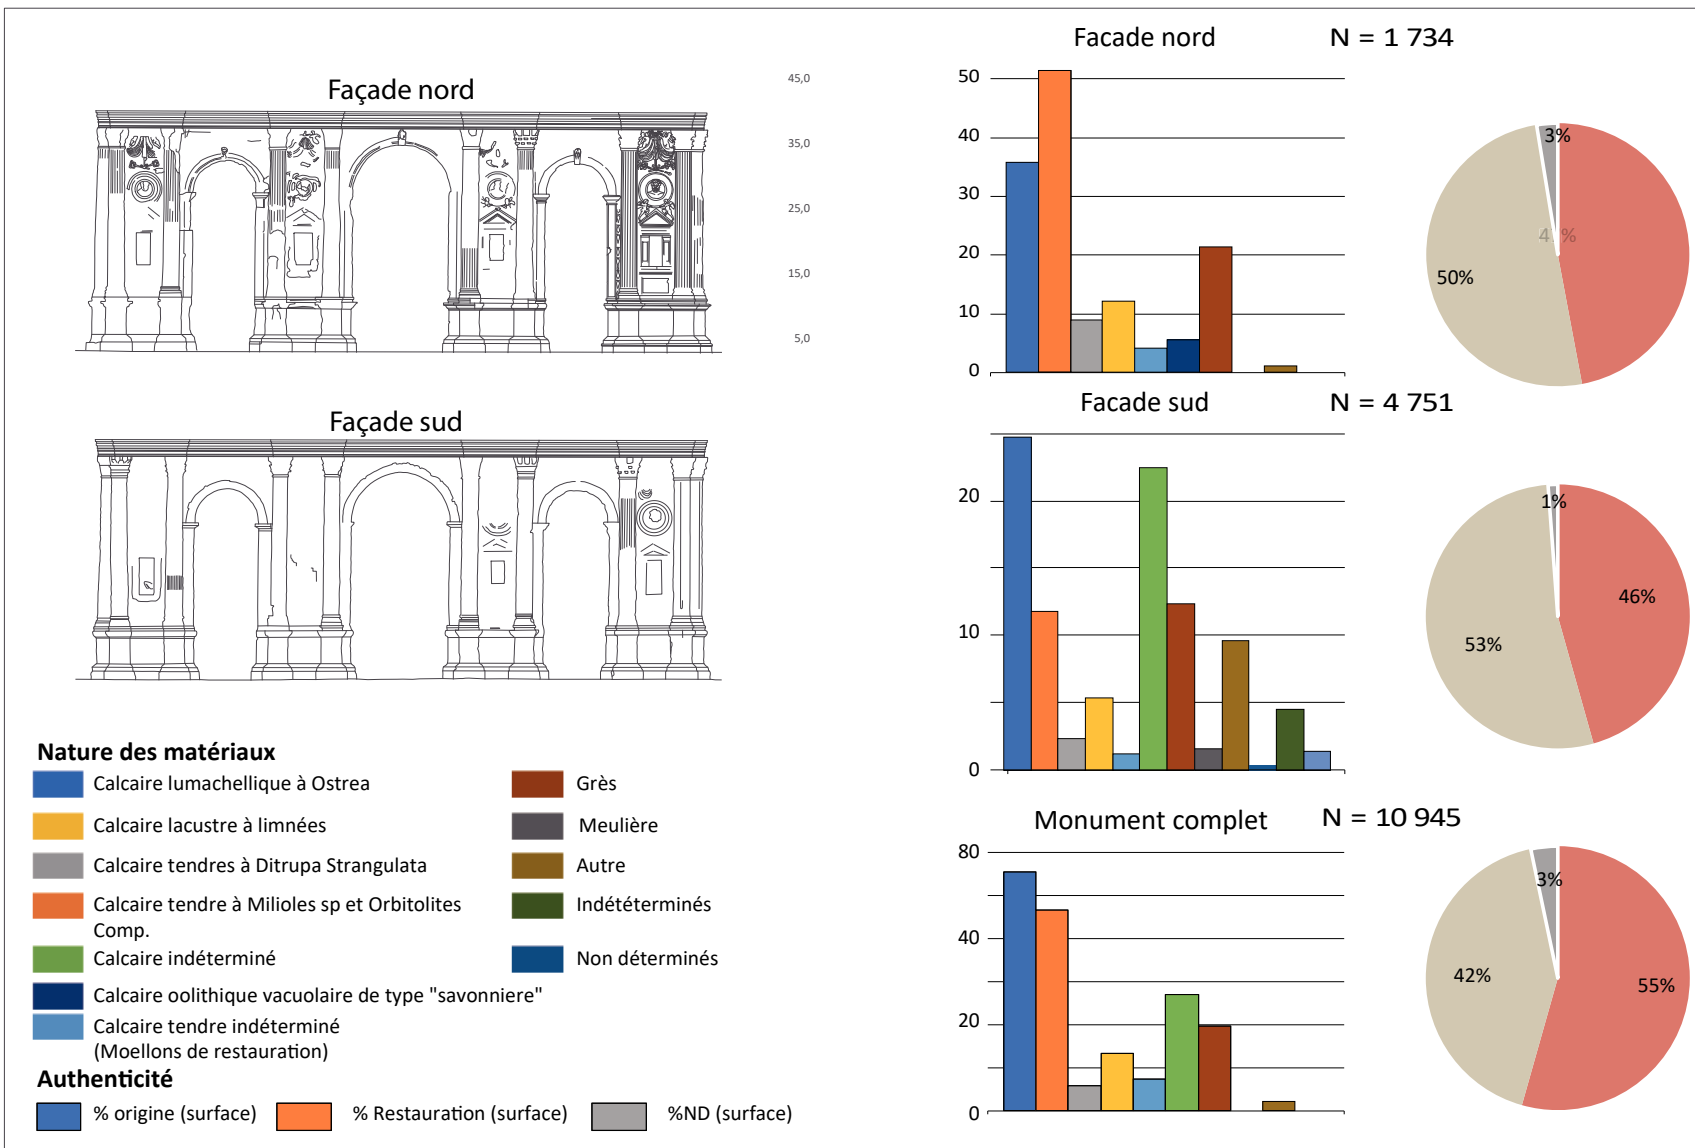 Façade nord
45,0
35,0
25,0
15,0
5,0
Façade sud
Facade nord N = 1 734
50
40
30
20
10
0
3%
50%
Facade sud N = 4 751
20
10
0
1%
46%
53%
Monument complet N = 10 945
80
40
20
0
3%
42%
55%
Nature des matériaux
Calcaire lumachellique à Ostrea
Calcaire lacustre à limnées
Calcaire tendres à Ditrupa Strangulata
Calcaire tendre à Milioles sp et Orbitolites
Comp.
Calcaire indéterminé
Calcaire oolithique vacuolaire de type "savonniere"
Calcaire tendre indéterminé
(Moellons de restauration)
Grès
Meulière
Autre
Indététerminés
Non déterminés
Authenticité
% origine (surface) % Restauration (surface) %ND (surface)